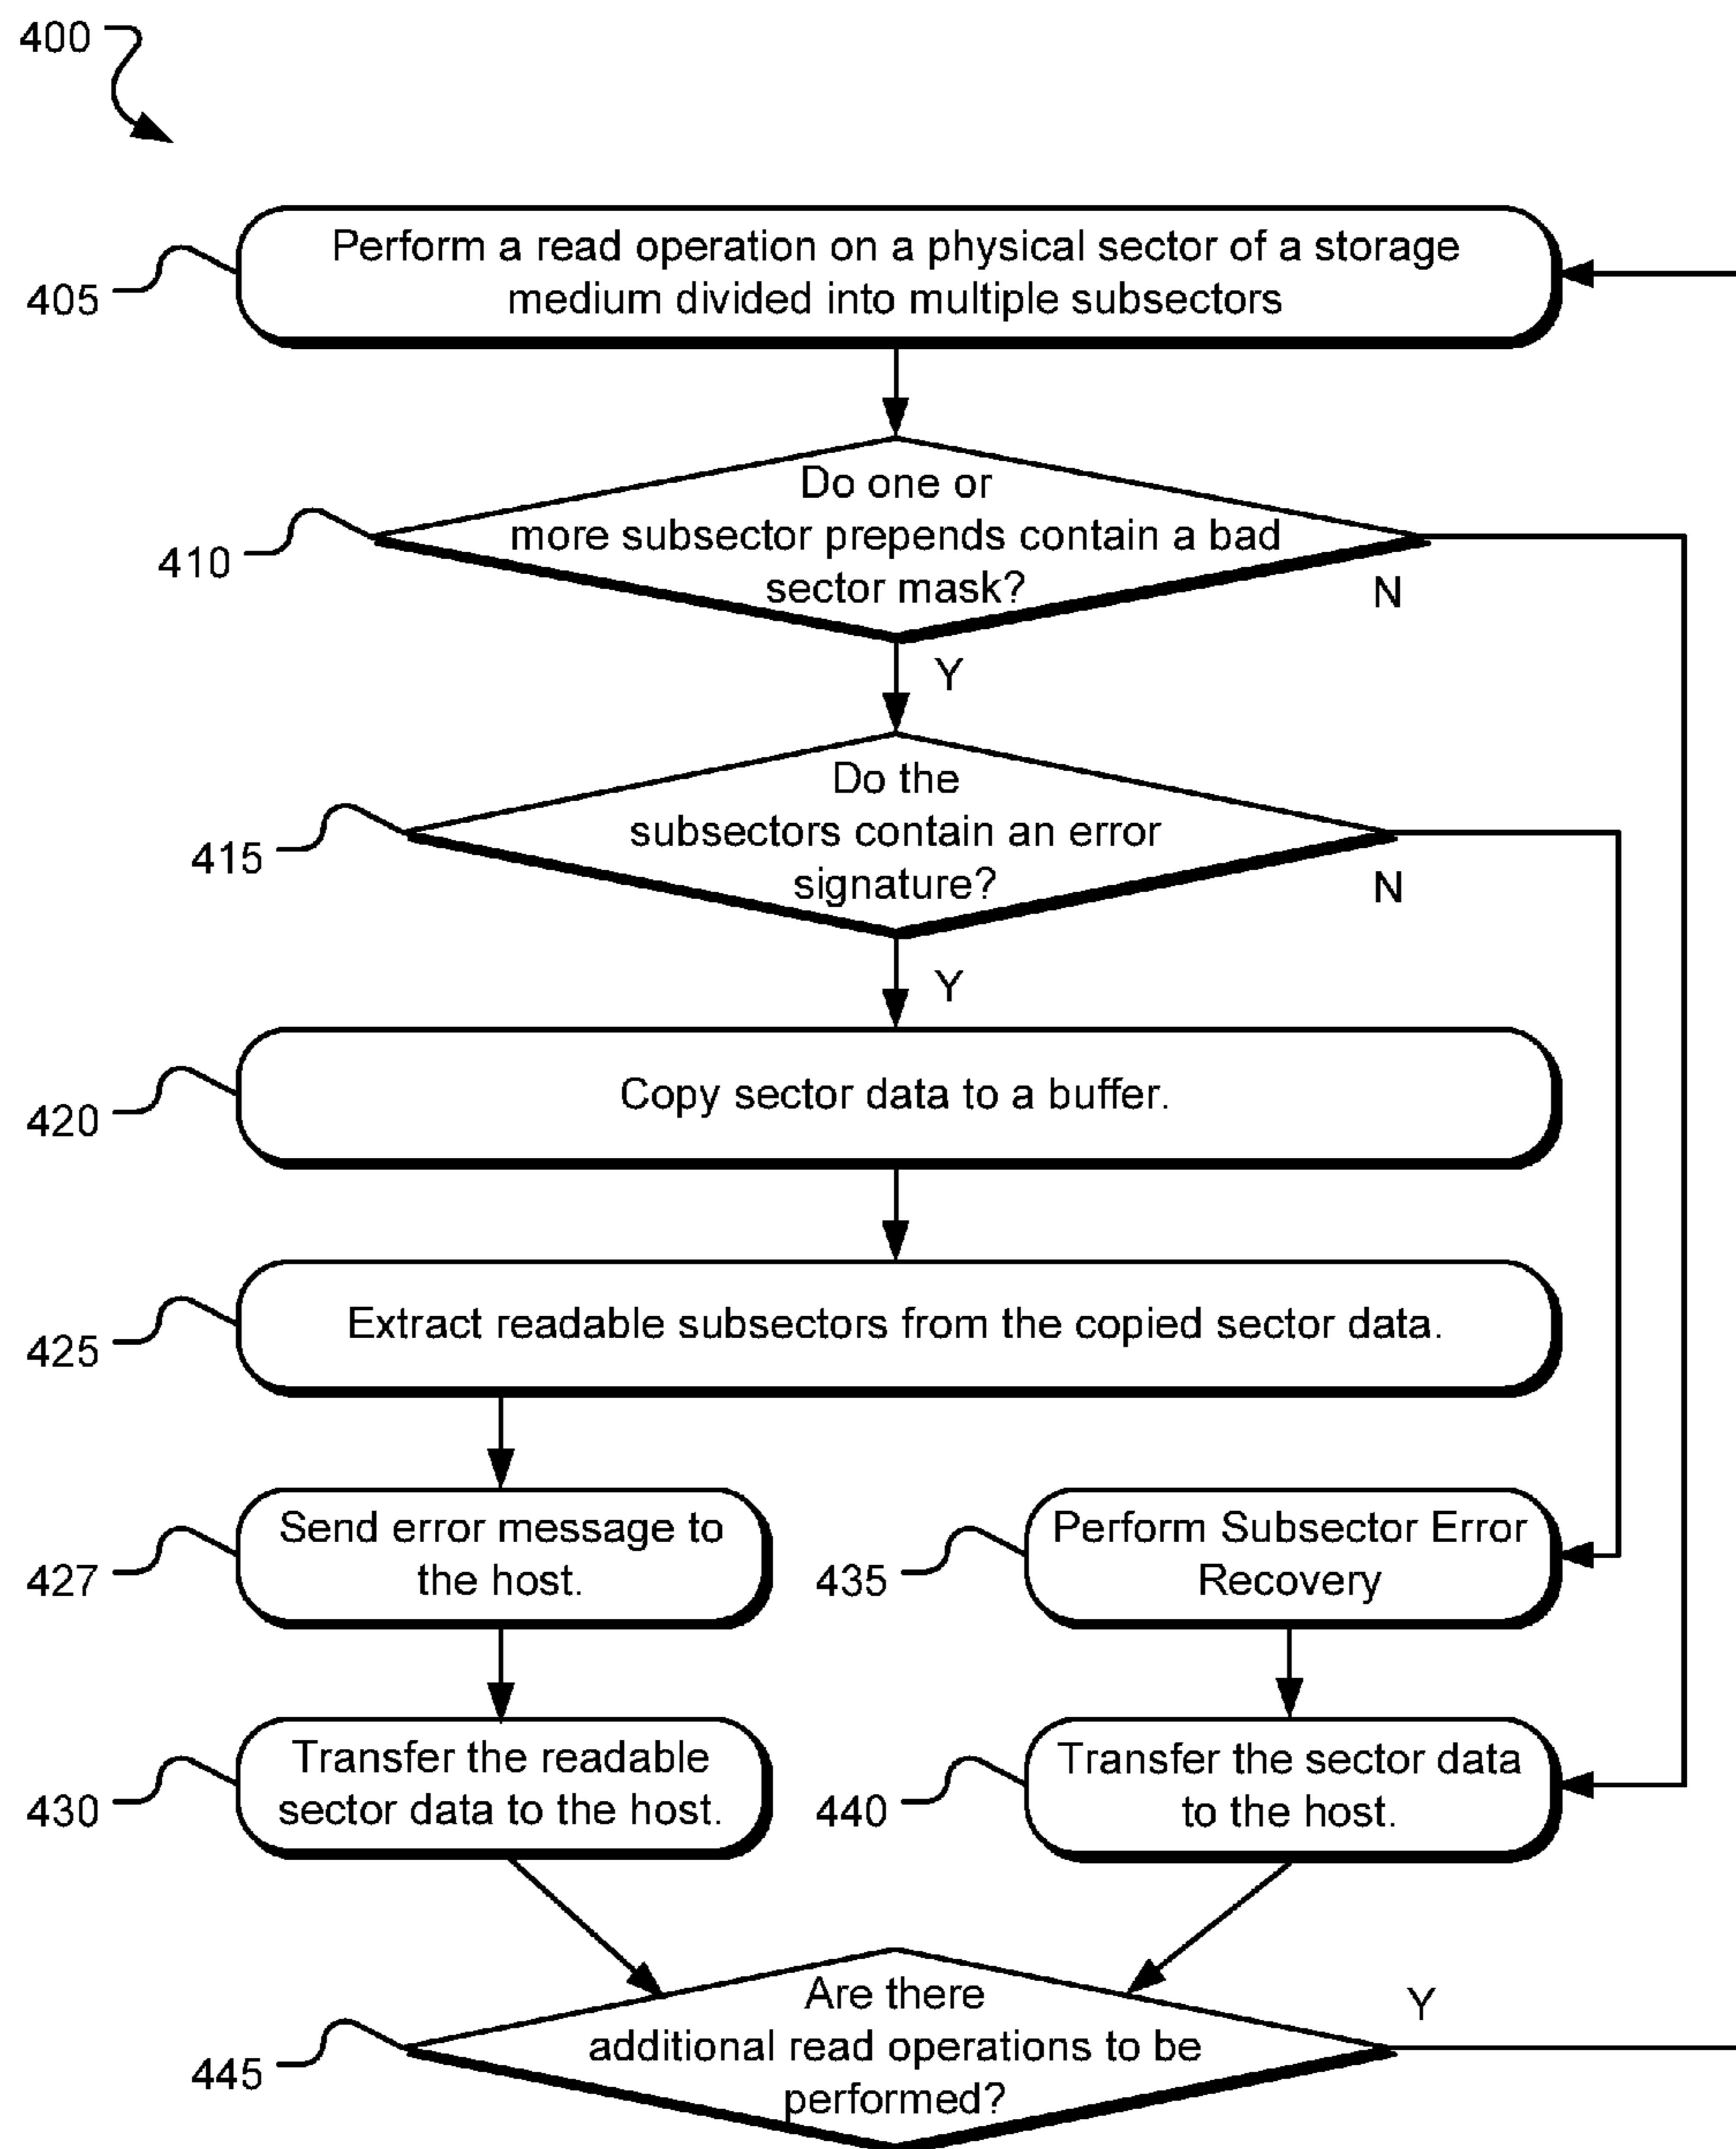 400
Perform a read operation on a physical sector of a storage
medium divided into multiple subsectors
405
Do one or
more subsector prepends contain a bad
sector mask?
410
N
Y
Do the
subsectors contain an error
signature?
415
N
Y
Copy sector data to a buffer.
420
Extract readable subsectors from the copied sector data.
425
Send error message to
the host.
427
Perform Subsector Error
Recovery
435
Transfer the readable
sector data to the host.
430
Transfer the sector data
to the host.
440
Are there
additional read operations to be
performed?
445
Y